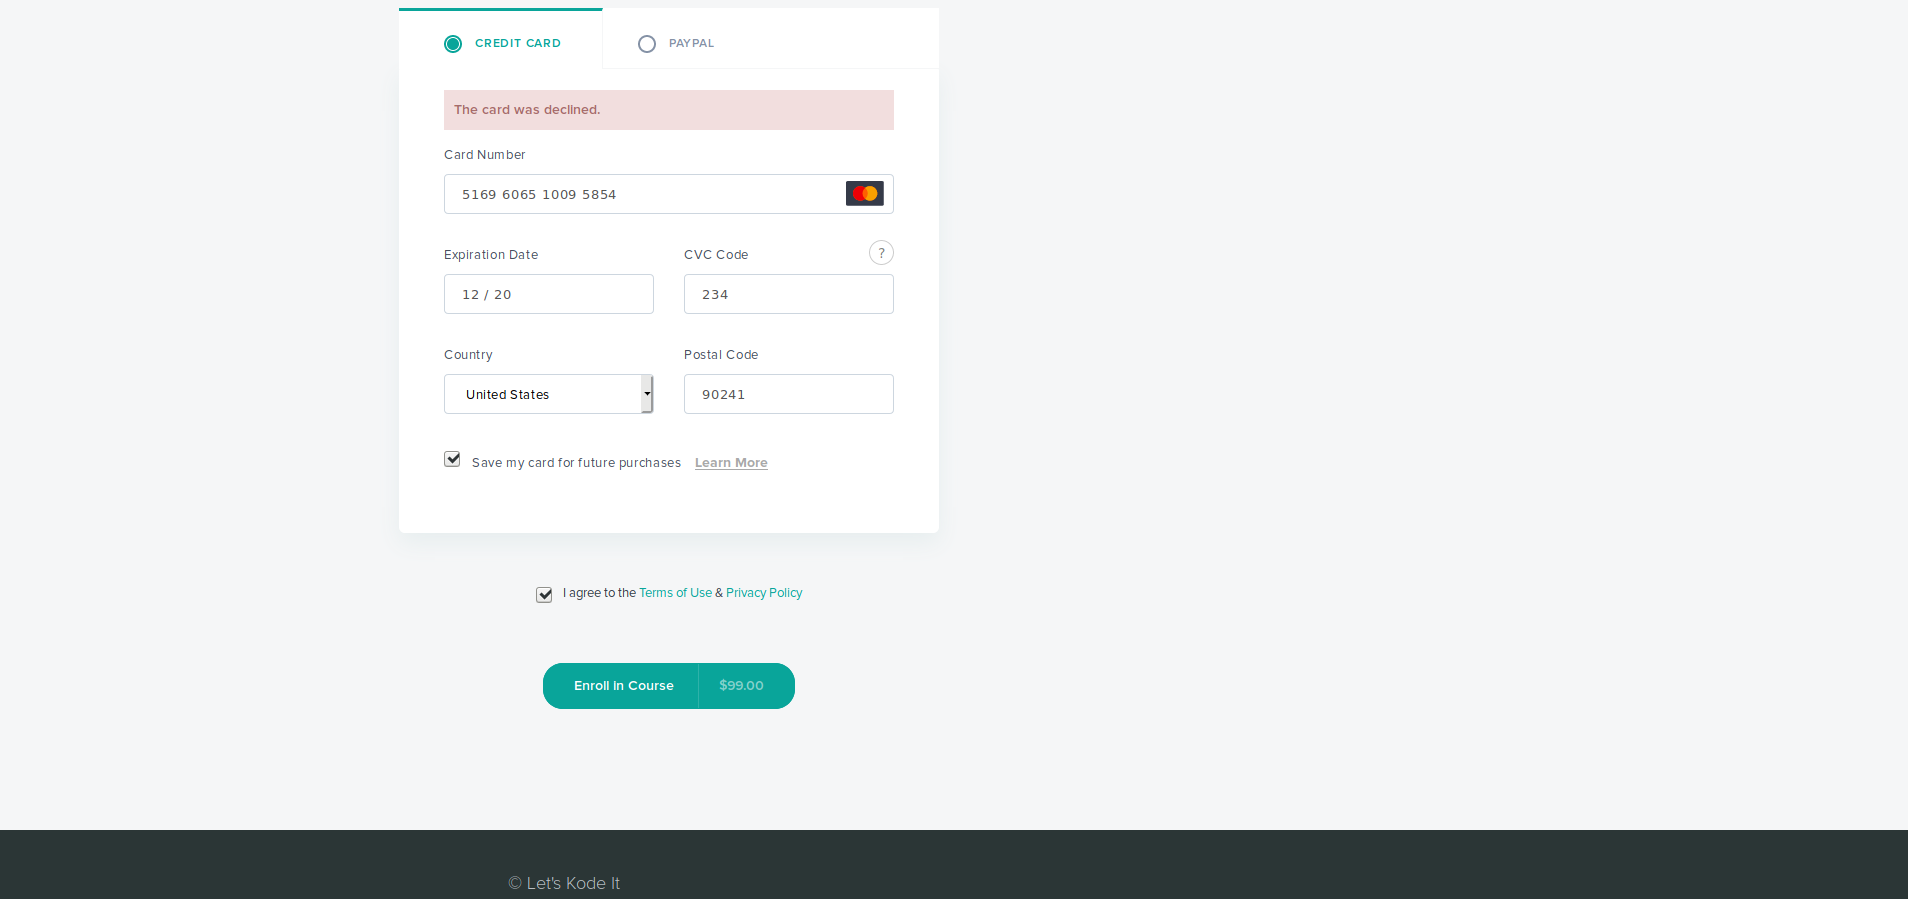 CREDIT CARD
PAYPAL
The card was declined.
Card Number
5169 6065 1009 5854
Expiration Date
CVC Code
?
12 / 20
234
Country
Postal Code
United States
90241
Save my card for future purchases Learn More
I agree to the Terms of Use & Privacy Policy
Enroll in Course $99.00
© Let's Kode It